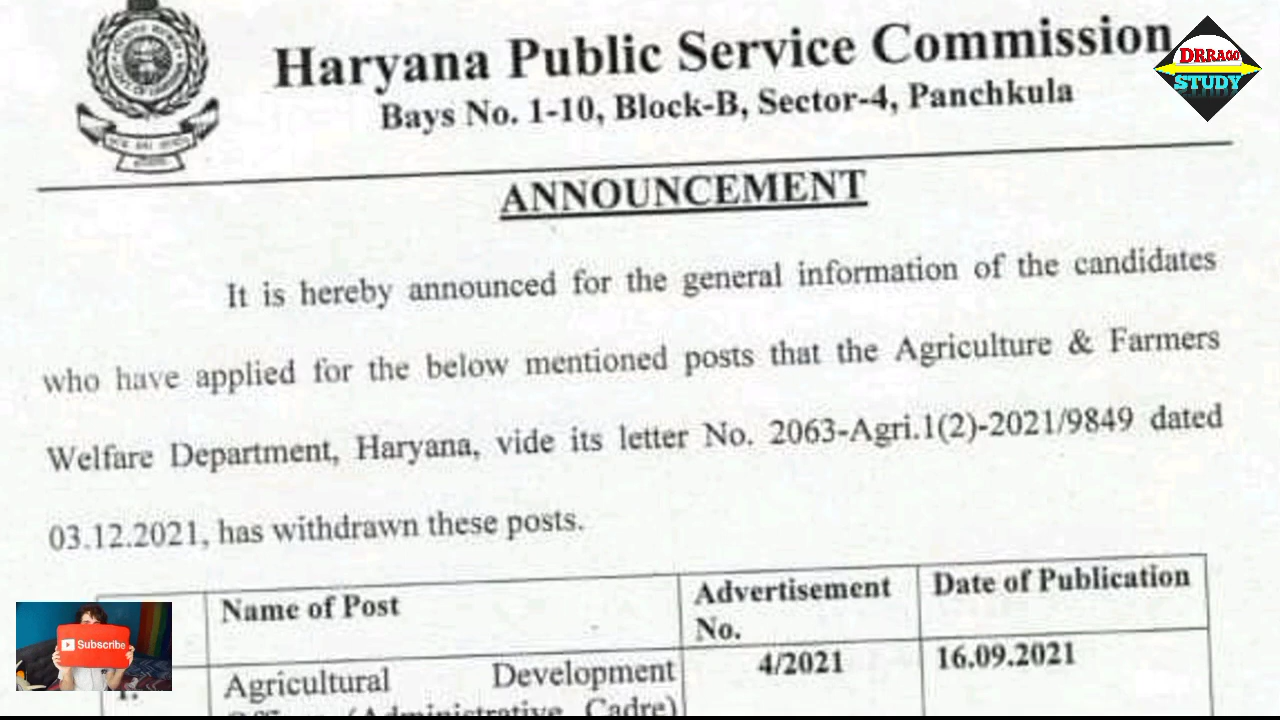 Haryana Public Service Commission
Bays No. 1-10, Block-B, Sector-4, Panchkula
DRRAGO
STUDY
ANNOUNCEMENT
It is hereby announced for the general information of the candidates
who have applied for the below mentioned posts that the Agriculture & Farmers
Welfare Department, Haryana, vide its letter No. 2063-Agri.1(2)-2021/9849 dated
03.12.2021, has withdrawn these posts.
Name of Post
Advertisement
No.
Date of Publication
Agricultural Development
(Administrative Cadre)
4/2021
16.09.2021
Subscribe